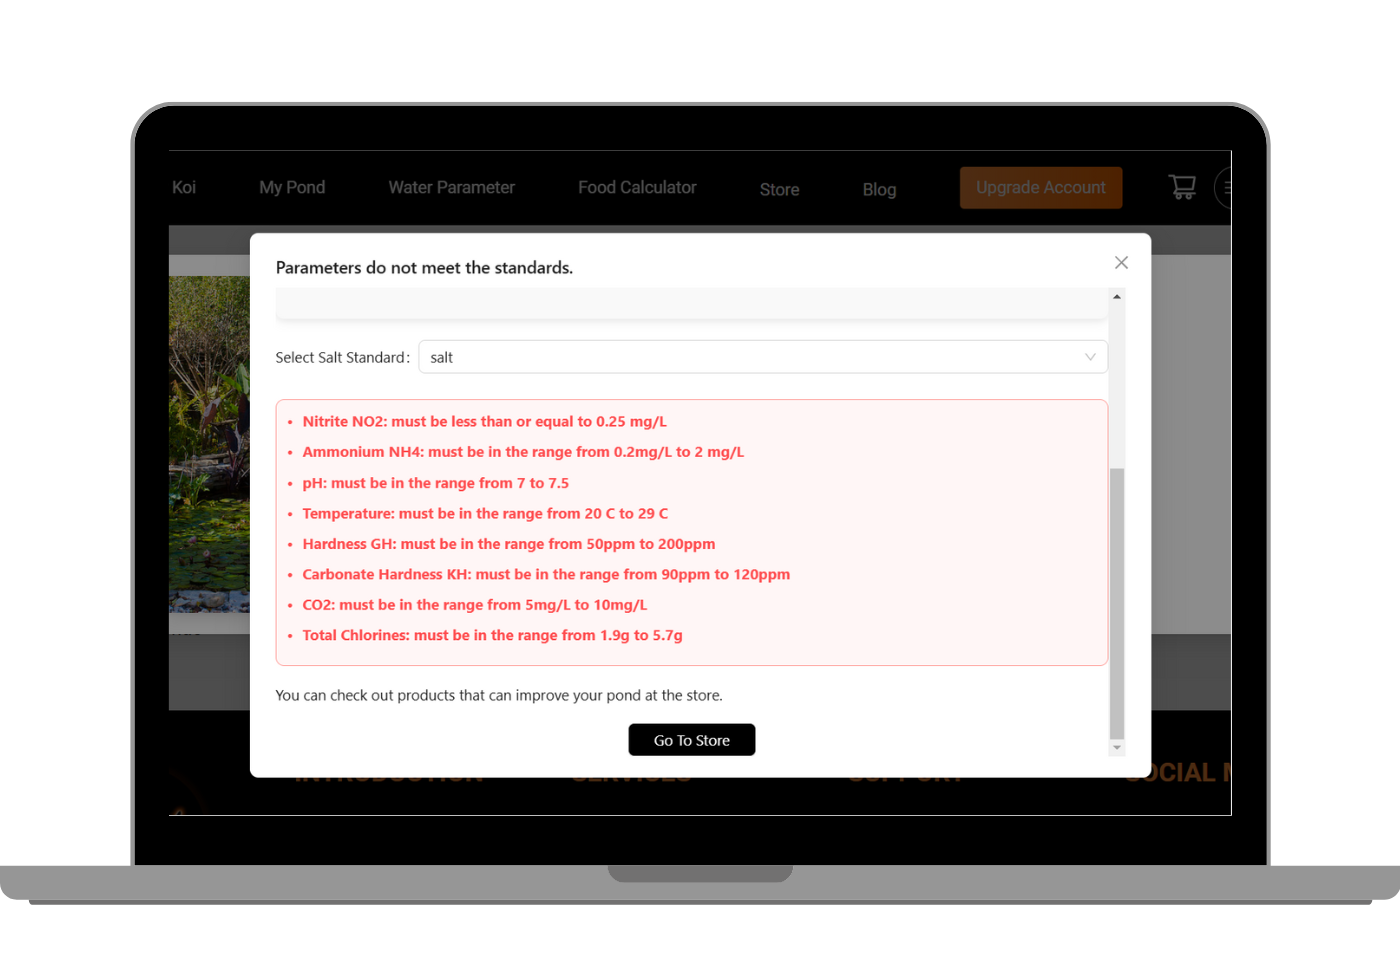 Koi My Pond Water Parameter Food Calculator Store Blog Upgrade Account
Parameters do not meet the standards.
Select Salt Standard: salt
• Nitrite NO2: must be less than or equal to 0.25 mg/L
• Ammonium NH4: must be in the range from 0.2mg/L to 2 mg/L
• pH: must be in the range from 7 to 7.5
• Temperature: must be in the range from 20 C to 29 C
• Hardness GH: must be in the range from 50ppm to 200ppm
• Carbonate Hardness KH: must be in the range from 90ppm to 120ppm
• CO2: must be in the range from 5mg/L to 10mg/L
• Total Chlorines: must be in the range from 1.9g to 5.7g
You can check out products that can improve your pond at the store.
Go To Store
INTRODUCTION SERVICES SUPPORT SOCIAL M